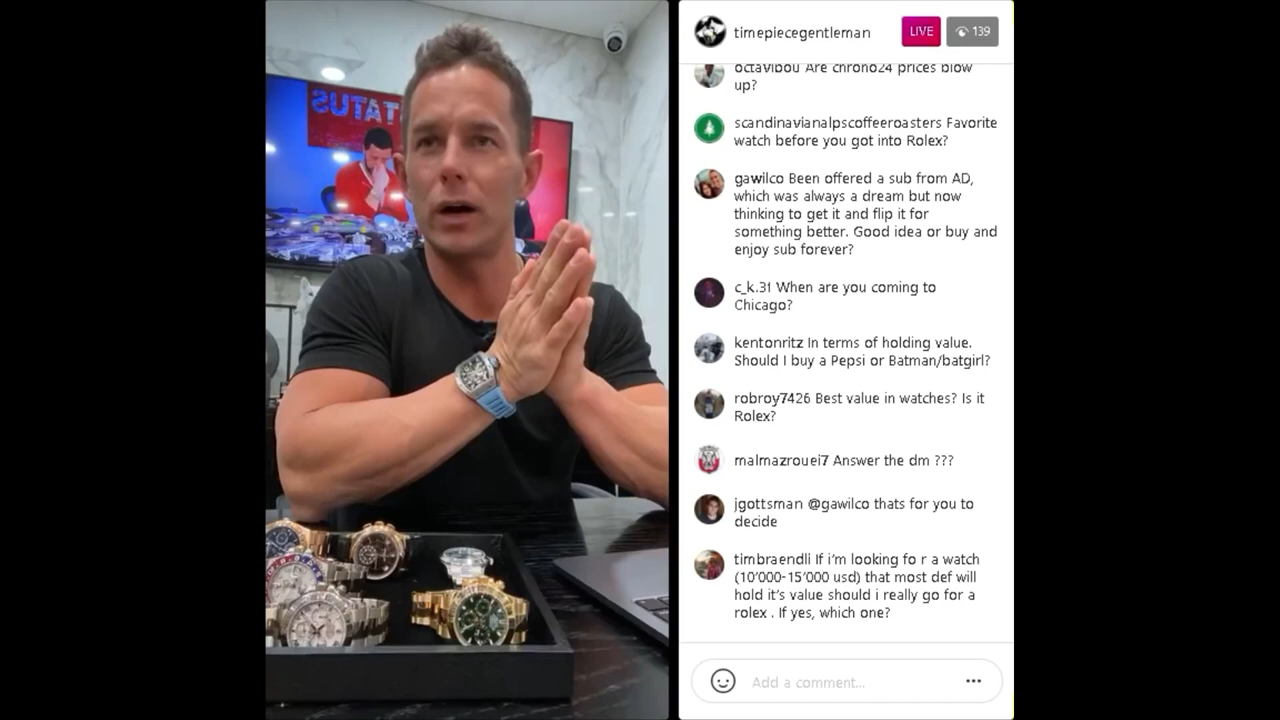 STATUS
timepiecegentleman
LIVE
139
octavibou Are chrono24 prices blow
up?
scandinavianalpscoffeeroasters Favorite
watch before you got into Rolex?
gawilco Been offered a sub from AD,
which was always a dream but now
thinking to get it and flip it for
something better. Good idea or buy and
enjoy sub forever?
c_k.31 When are you coming to
Chicago?
kentonritz In terms of holding value.
Should I buy a Pepsi or Batman/batgirl?
robroy7426 Best value in watches? Is it
Rolex?
malmazrouei7 Answer the dm ???
jgottsman @gawilco thats for you to
decide
timbraendli If i'm looking fo r a watch
(10'000-15'000 usd) that most def will
hold it's value should i really go for a
rolex . If yes, which one?
Add a comment...